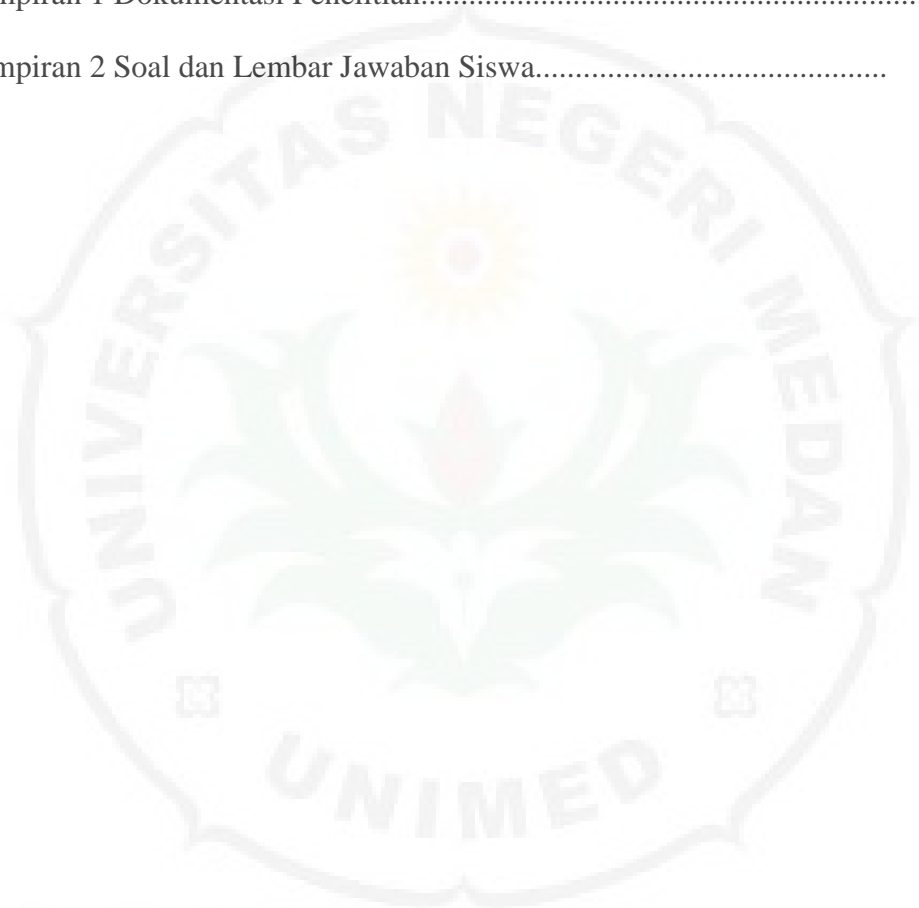 mpiran 1 Dokumentasi Penelitian..............................................................
mpiran 2 Soal dan Lembar Jawaban Siswa...........................................
UNIVERSITAS NEGERI MEDAN
UNIMED